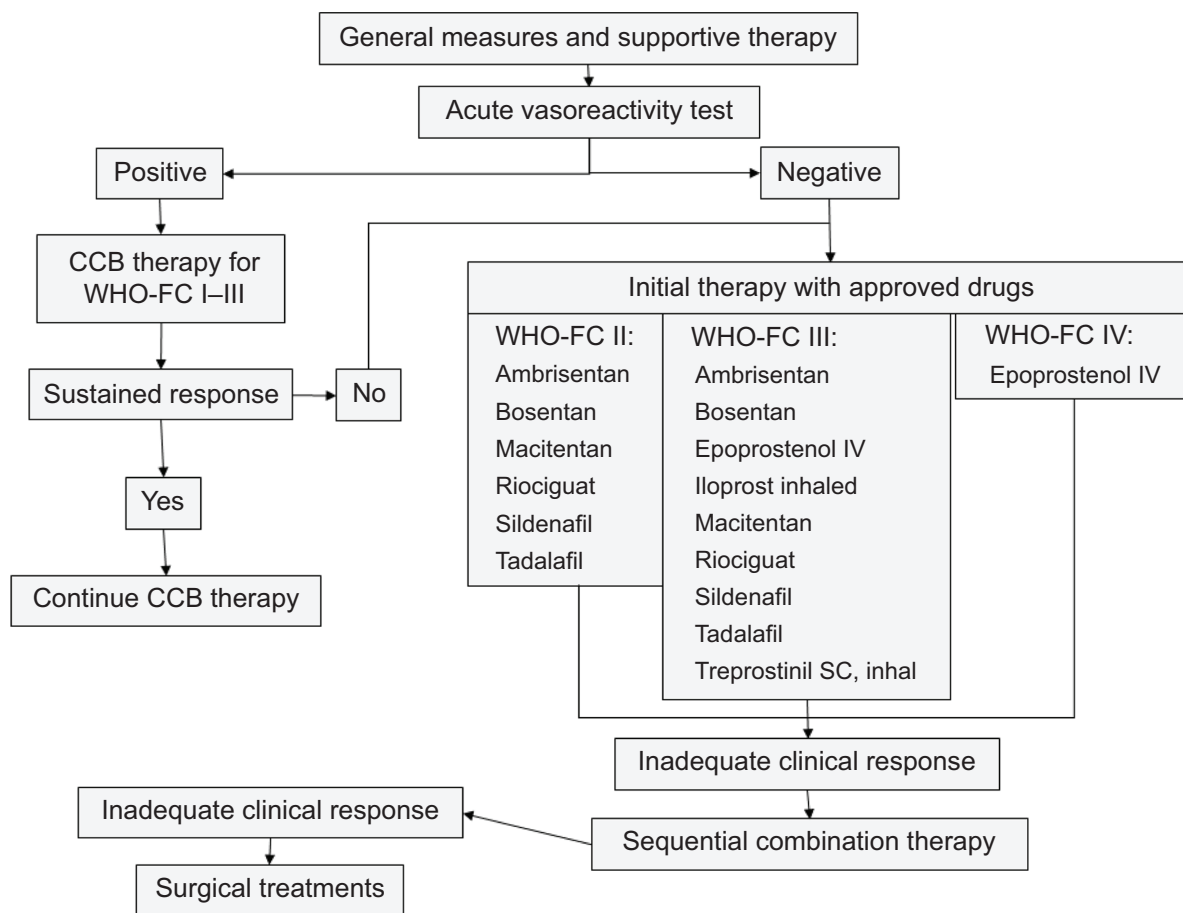 General measures and supportive therapy
Acute vasoreactivity test
Positive
Negative
CCB therapy for
WHO-FC I–III
Sustained response
No
Yes
Continue CCB therapy
Initial therapy with approved drugs
WHO-FC II:
Ambrisentan
Bosentan
Macitentan
Riociguat
Sildenafil
Tadalafil
WHO-FC III:
Ambrisentan
Bosentan
Epoprostenol IV
Iloprost inhaled
Macitentan
Riociguat
Sildenafil
Tadalafil
Treprostinil SC, inhal
WHO-FC IV:
Epoprostenol IV
Inadequate clinical response
Sequential combination therapy
Inadequate clinical response
Surgical treatments